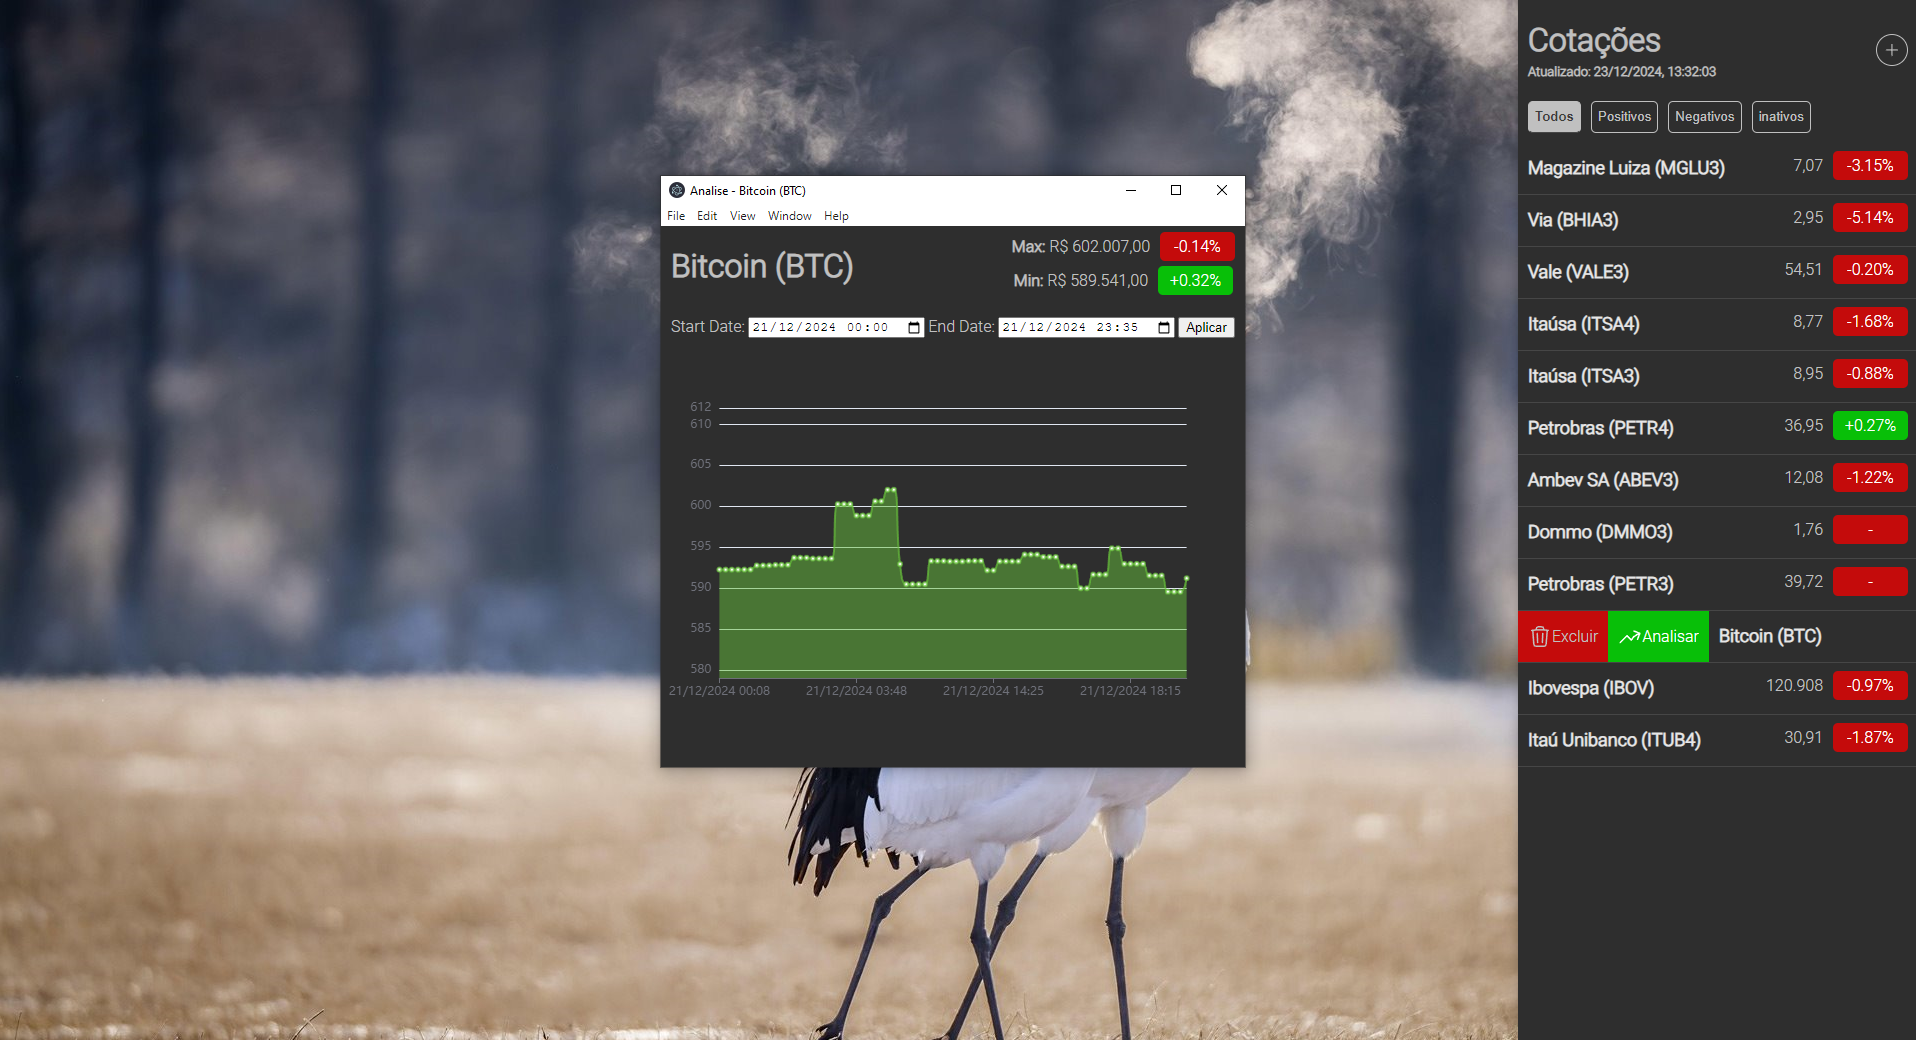 Analise - Bitcoin (BTC)
File Edit View Window Help
Bitcoin (BTC)
Max: R$ 602.007,00 -0.14%
Min: R$ 589.541,00 +0.32%
Start Date: 21/12/2024 00:00 End Date: 21/12/2024 23:35 Aplicar
612
610
605
600
595
590
585
580
21/12/2024 00:08 21/12/2024 03:48 21/12/2024 14:25 21/12/2024 18:15
Cotações
Atualizado: 23/12/2024, 13:32:03
Todos Positivos Negativos inativos
Magazine Luiza (MGLU3) 7,07 -3.15%
Via (BHIA3) 2,95 -5.14%
Vale (VALE3) 54,51 -0.20%
Itaúsa (ITSA4) 8,77 -1.68%
Itaúsa (ITSA3) 8,95 -0.88%
Petrobras (PETR4) 36,95 +0.27%
Ambev SA (ABEV3) 12,08 -1.22%
Dommo (DMMO3) 1,76 -
Petrobras (PETR3) 39,72 -
Excluir Analisar Bitcoin (BTC)
Ibovespa (IBOV) 120.908 -0.97%
Itaú Unibanco (ITUB4) 30,91 -1.87%